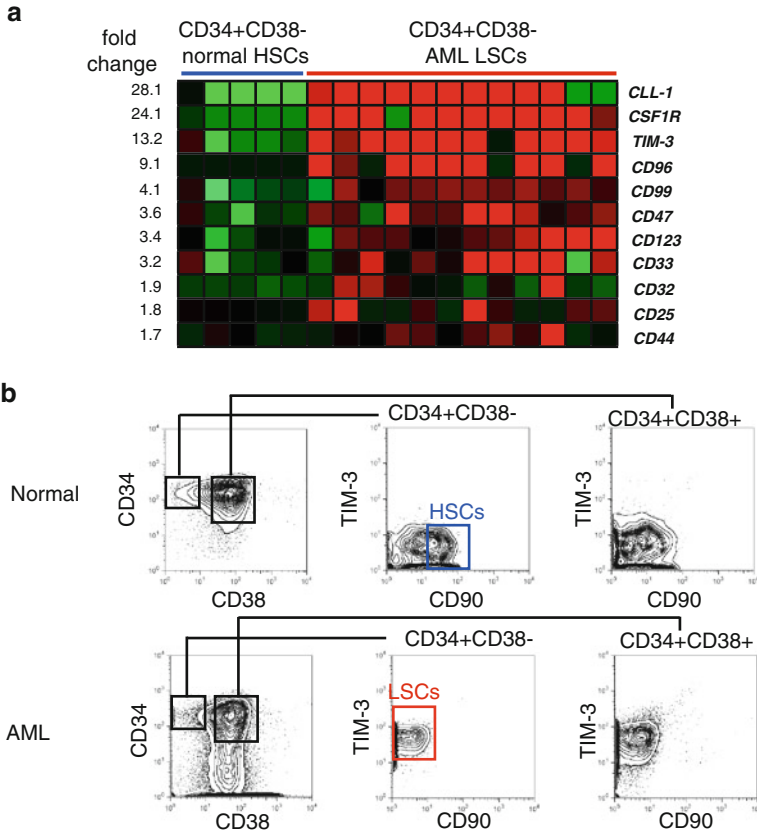 a
fold change
CD34+CD38- normal HSCs
CD34+CD38- AML LSCs
28.1 CLL-1
24.1 CSF1R
13.2 TIM-3
9.1 CD96
4.1 CD99
3.6 CD47
3.4 CD123
3.2 CD33
1.9 CD32
1.8 CD25
1.7 CD44
b
CD34+CD38-
CD34+CD38+
Normal
CD34
TIM-3
HSCs
TIM-3
CD38
CD90
CD90
CD34+CD38-
CD34+CD38+
AML
CD34
TIM-3
LSCs
TIM-3
CD38
CD90
CD90